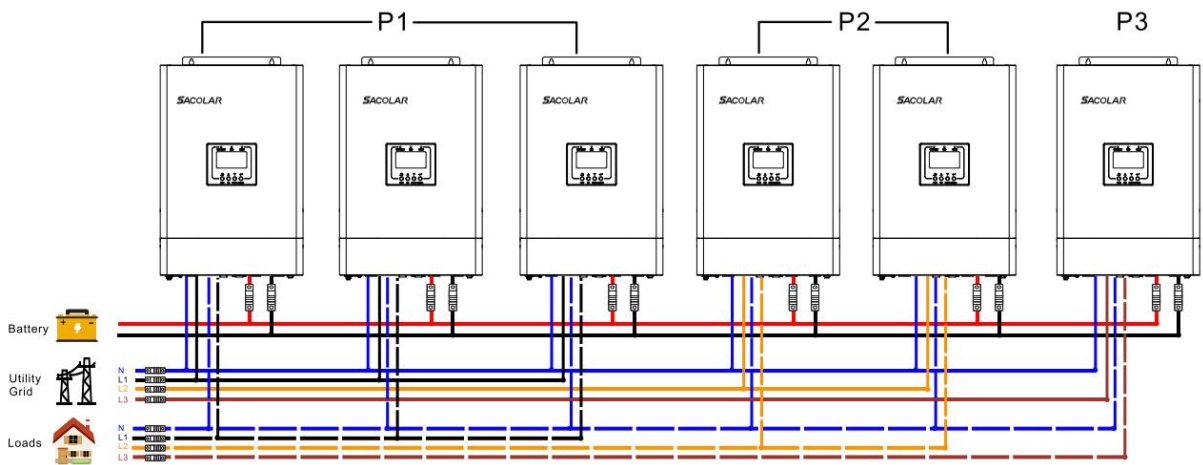 P1 P2 P3
SACOLAR SACOLAR SACOLAR SACOLAR SACOLAR SACOLAR
Battery
+ -
Utility
Grid
N
L1
L2
L3
Loads
N
L1
L2
L3